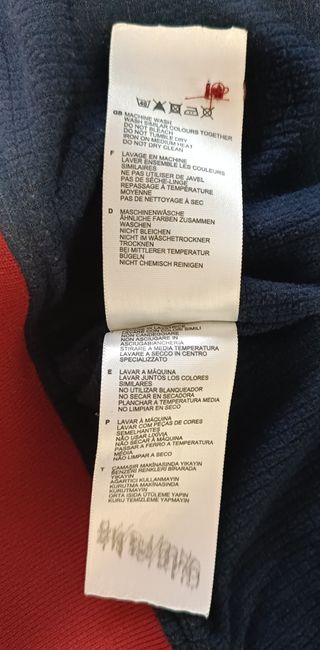 GB MACHINE WASH
WASH SIMILAR COLOURS TOGETHER
DO NOT BLEACH
DO NOT TUMBLE DRY
IRON ON MEDIUM HEAT
DO NOT DRY CLEAN
F LAVAGE EN MACHINE
LAVER ENSEMBLE LES COULEURS
SIMILAIRES
NE PAS UTILISER DE JAVEL
PAS DE SÈCHE-LINGE
REPASSAGE À TEMPÉRATURE
MOYENNE
PAS DE NETTOYAGE À SEC
D MASCHINENWÄSCHE
ÄHNLICHE FARBEN ZUSAMMEN
WASCHEN
NICHT BLEICHEN
NICHT IM WÄSCHETROCKNER
TROCKNEN
BEI MITTLERER TEMPERATUR
BÜGELN
NICHT CHEMISCH REINIGEN
NON CANDEGGIARE
NON ASCIUGARE IN
ASCIUGABIANCHERIA
STIRARE A MEDIA TEMPERATURA
LAVARE A SECCO IN CENTRO
SPECIALIZZATO
E LAVAR A MÁQUINA
LAVAR JUNTOS LOS COLORES
SIMILARES
NO UTILIZAR BLANQUEADOR
NO SECAR EN SECADORA
PLANCHAR A TEMPERATURA MEDIA
NO LIMPIAR EN SECO
P LAVAR À MÁQUINA
LAVAR COM PEÇAS DE CORES
SEMELHANTES
NÃO USAR LIXÍVIA
NÃO SECAR À MÁQUINA
PASSAR A FERRO A TEMPERATURA
MÉDIA
NÃO LIMPAR A SECO
T ÇAMAŞIR MAKİNASINDA YIKAYIN
BENZERİ RENKLERİ BİRARADA
YIKAYIN
AĞARTICI KULLANMAYIN
KURUTMA MAKİNASINDA
KURUTMAYIN
ORTA ISIDA ÜTÜLEME YAPIN
KURU TEMİZLEME YAPMAYIN